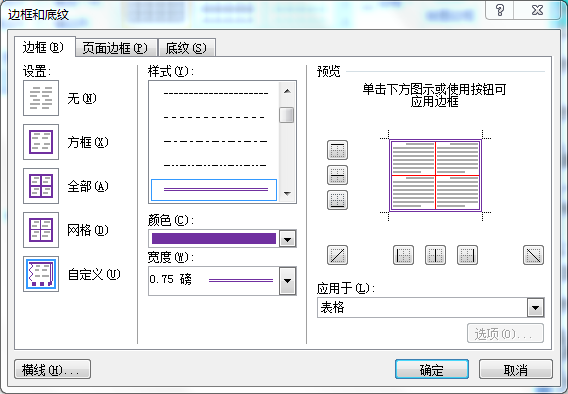 边框和底纹
边框(B)
页面边框(P)
底纹(S)
设置:
无(N)
方框(X)
全部(A)
网格(D)
自定义(U)
样式(Y):
颜色(C):
宽度(W):
0.75 磅
预览
单击下方图示或使用按钮可
应用边框
应用于(L):
表格
选项(O)...
横线(H)...
确定
取消